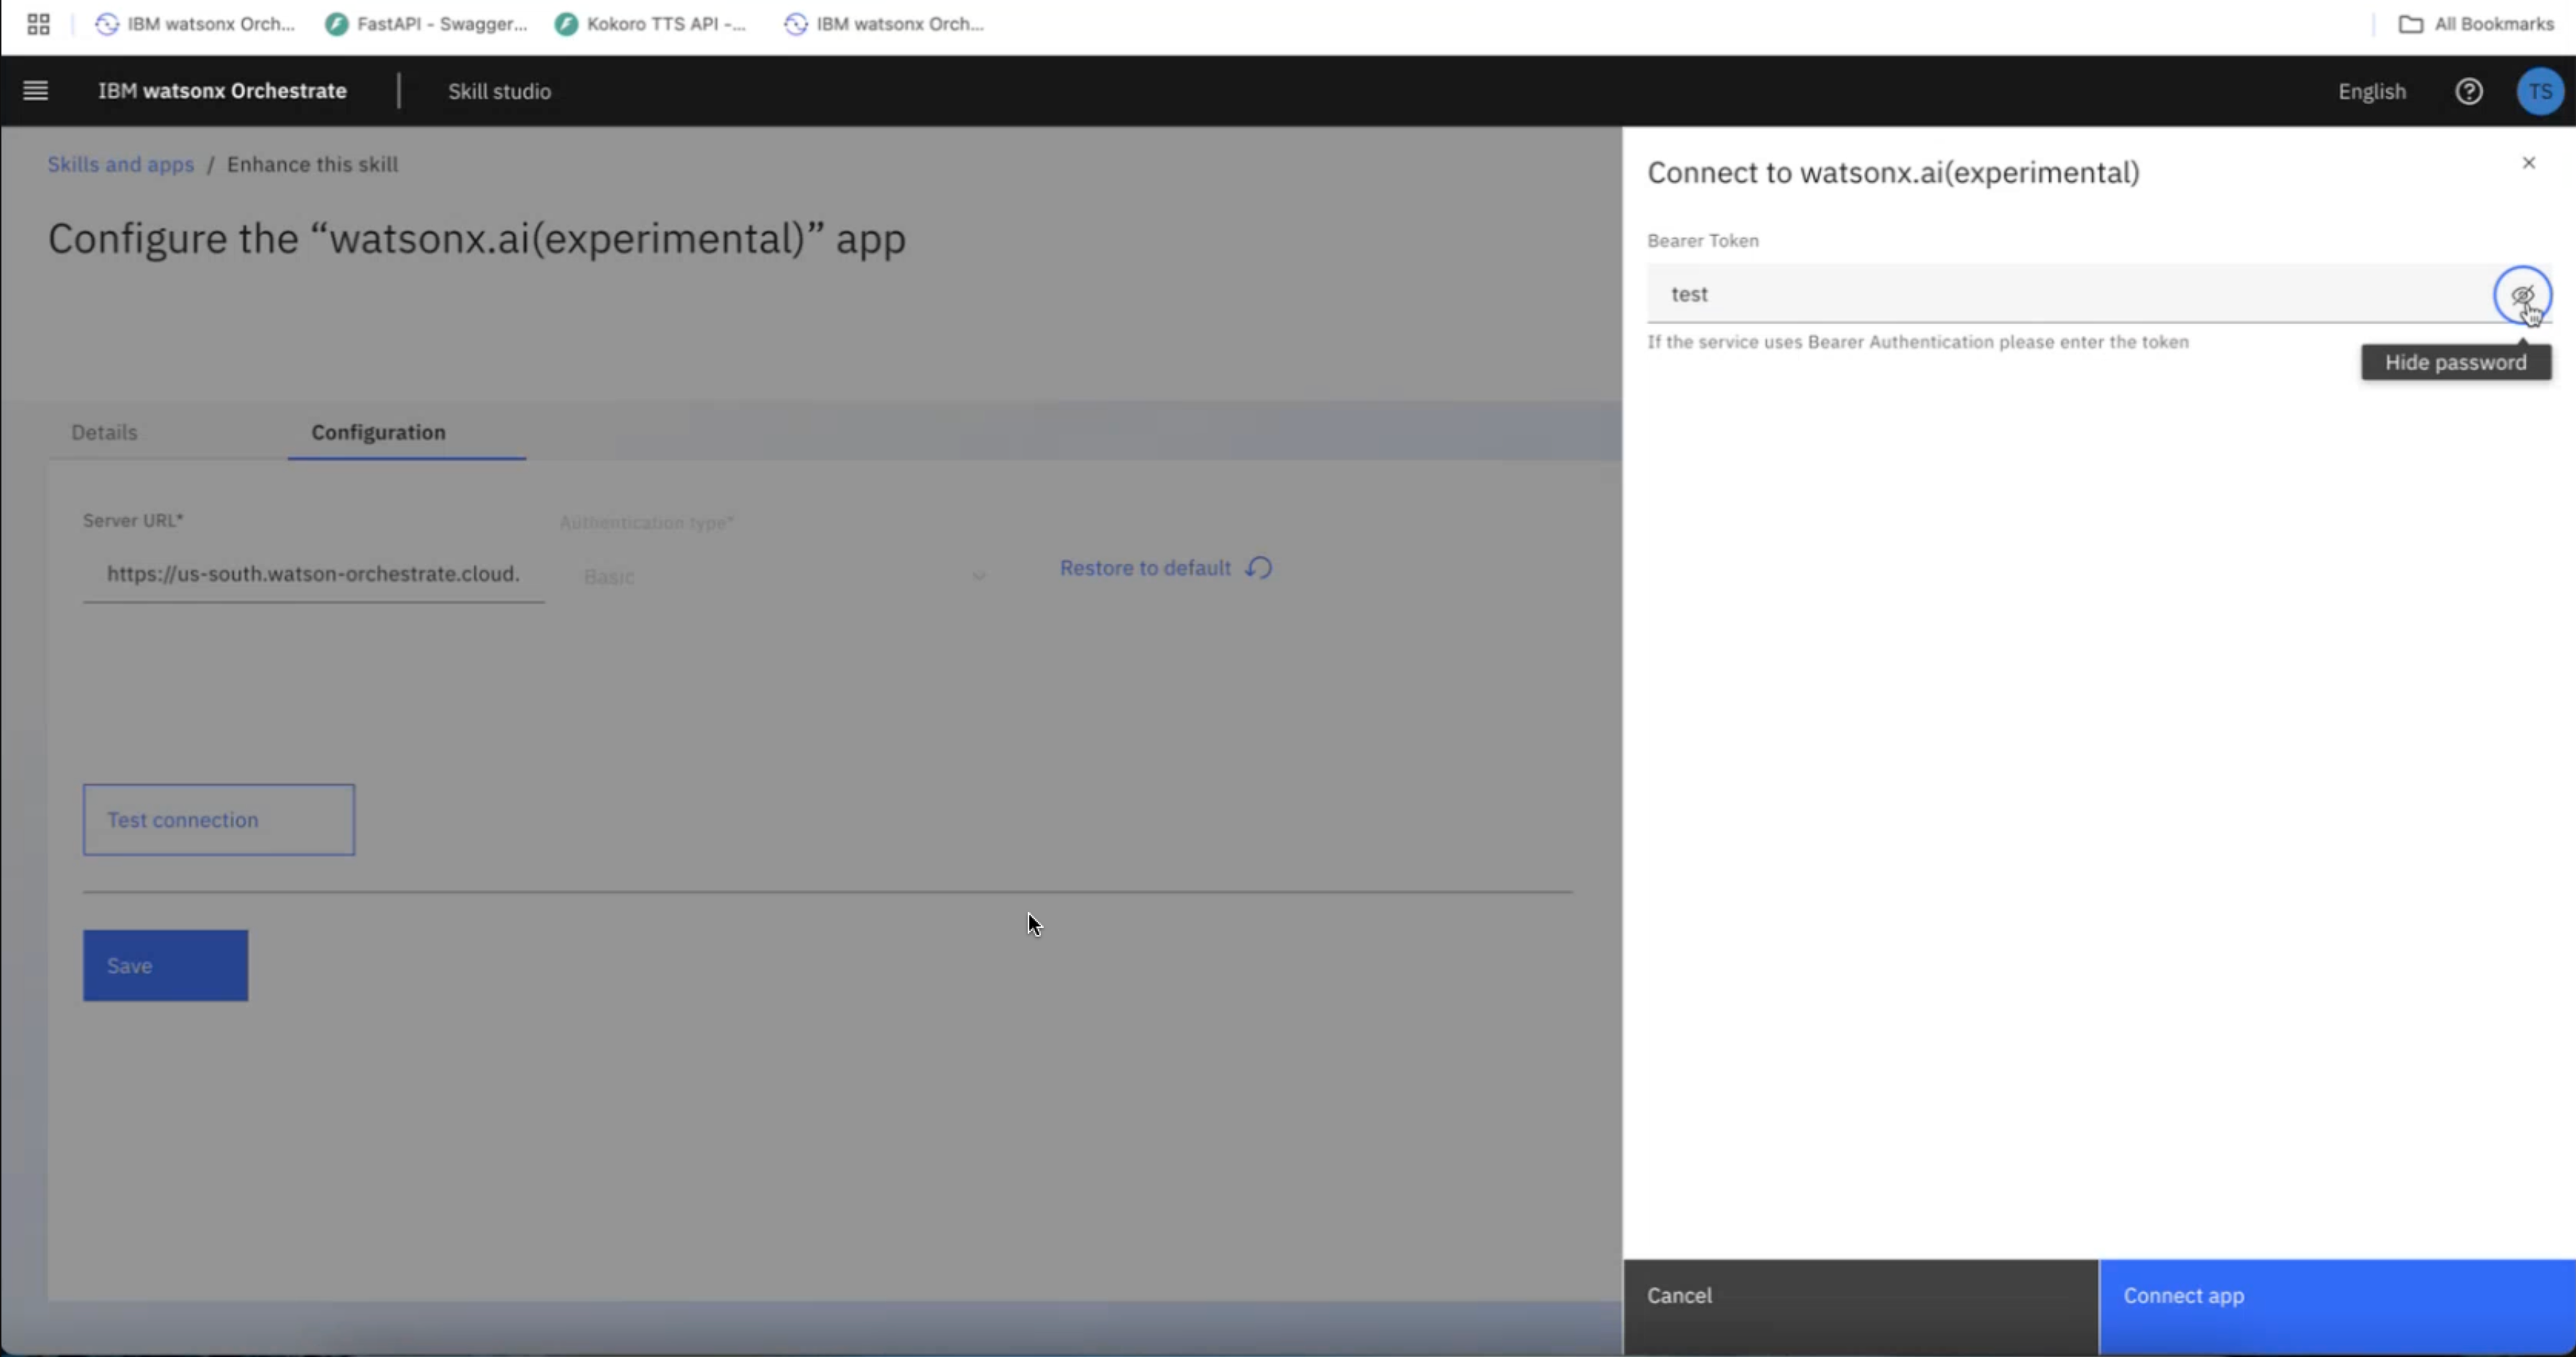 IBM watsonx Orch... FastAPI - Swagger... Kokoro TTS API -... IBM watsonx Orch... All Bookmarks
IBM watsonx Orchestrate | Skill studio English TS
Skills and apps / Enhance this skill
Configure the “watsonx.ai(experimental)” app
Details Configuration
Server URL* Authentication type*
https://us-south.watson-orchestrate.cloud. Basic Restore to default
Test connection
Save
Connect to watsonx.ai(experimental)
Bearer Token
test
If the service uses Bearer Authentication please enter the token
Hide password
Cancel Connect app